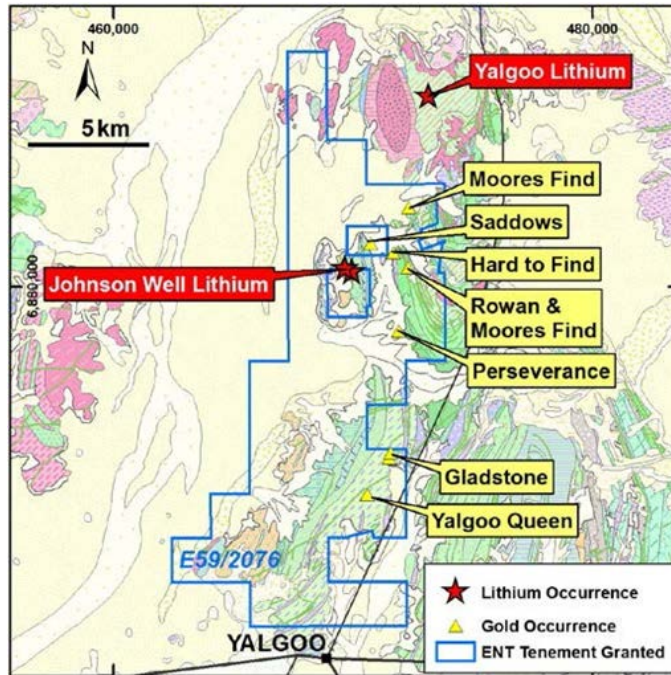 460,000
480,000
N
5 km
Yalgoo Lithium
Moores Find
Saddows
Hard to Find
Johnson Well Lithium
6,880,000
Rowan &
Moores Find
Perseverance
Gladstone
Yalgoo Queen
E59/2076
YALGOO
Lithium Occurrence
Gold Occurrence
ENT Tenement Granted